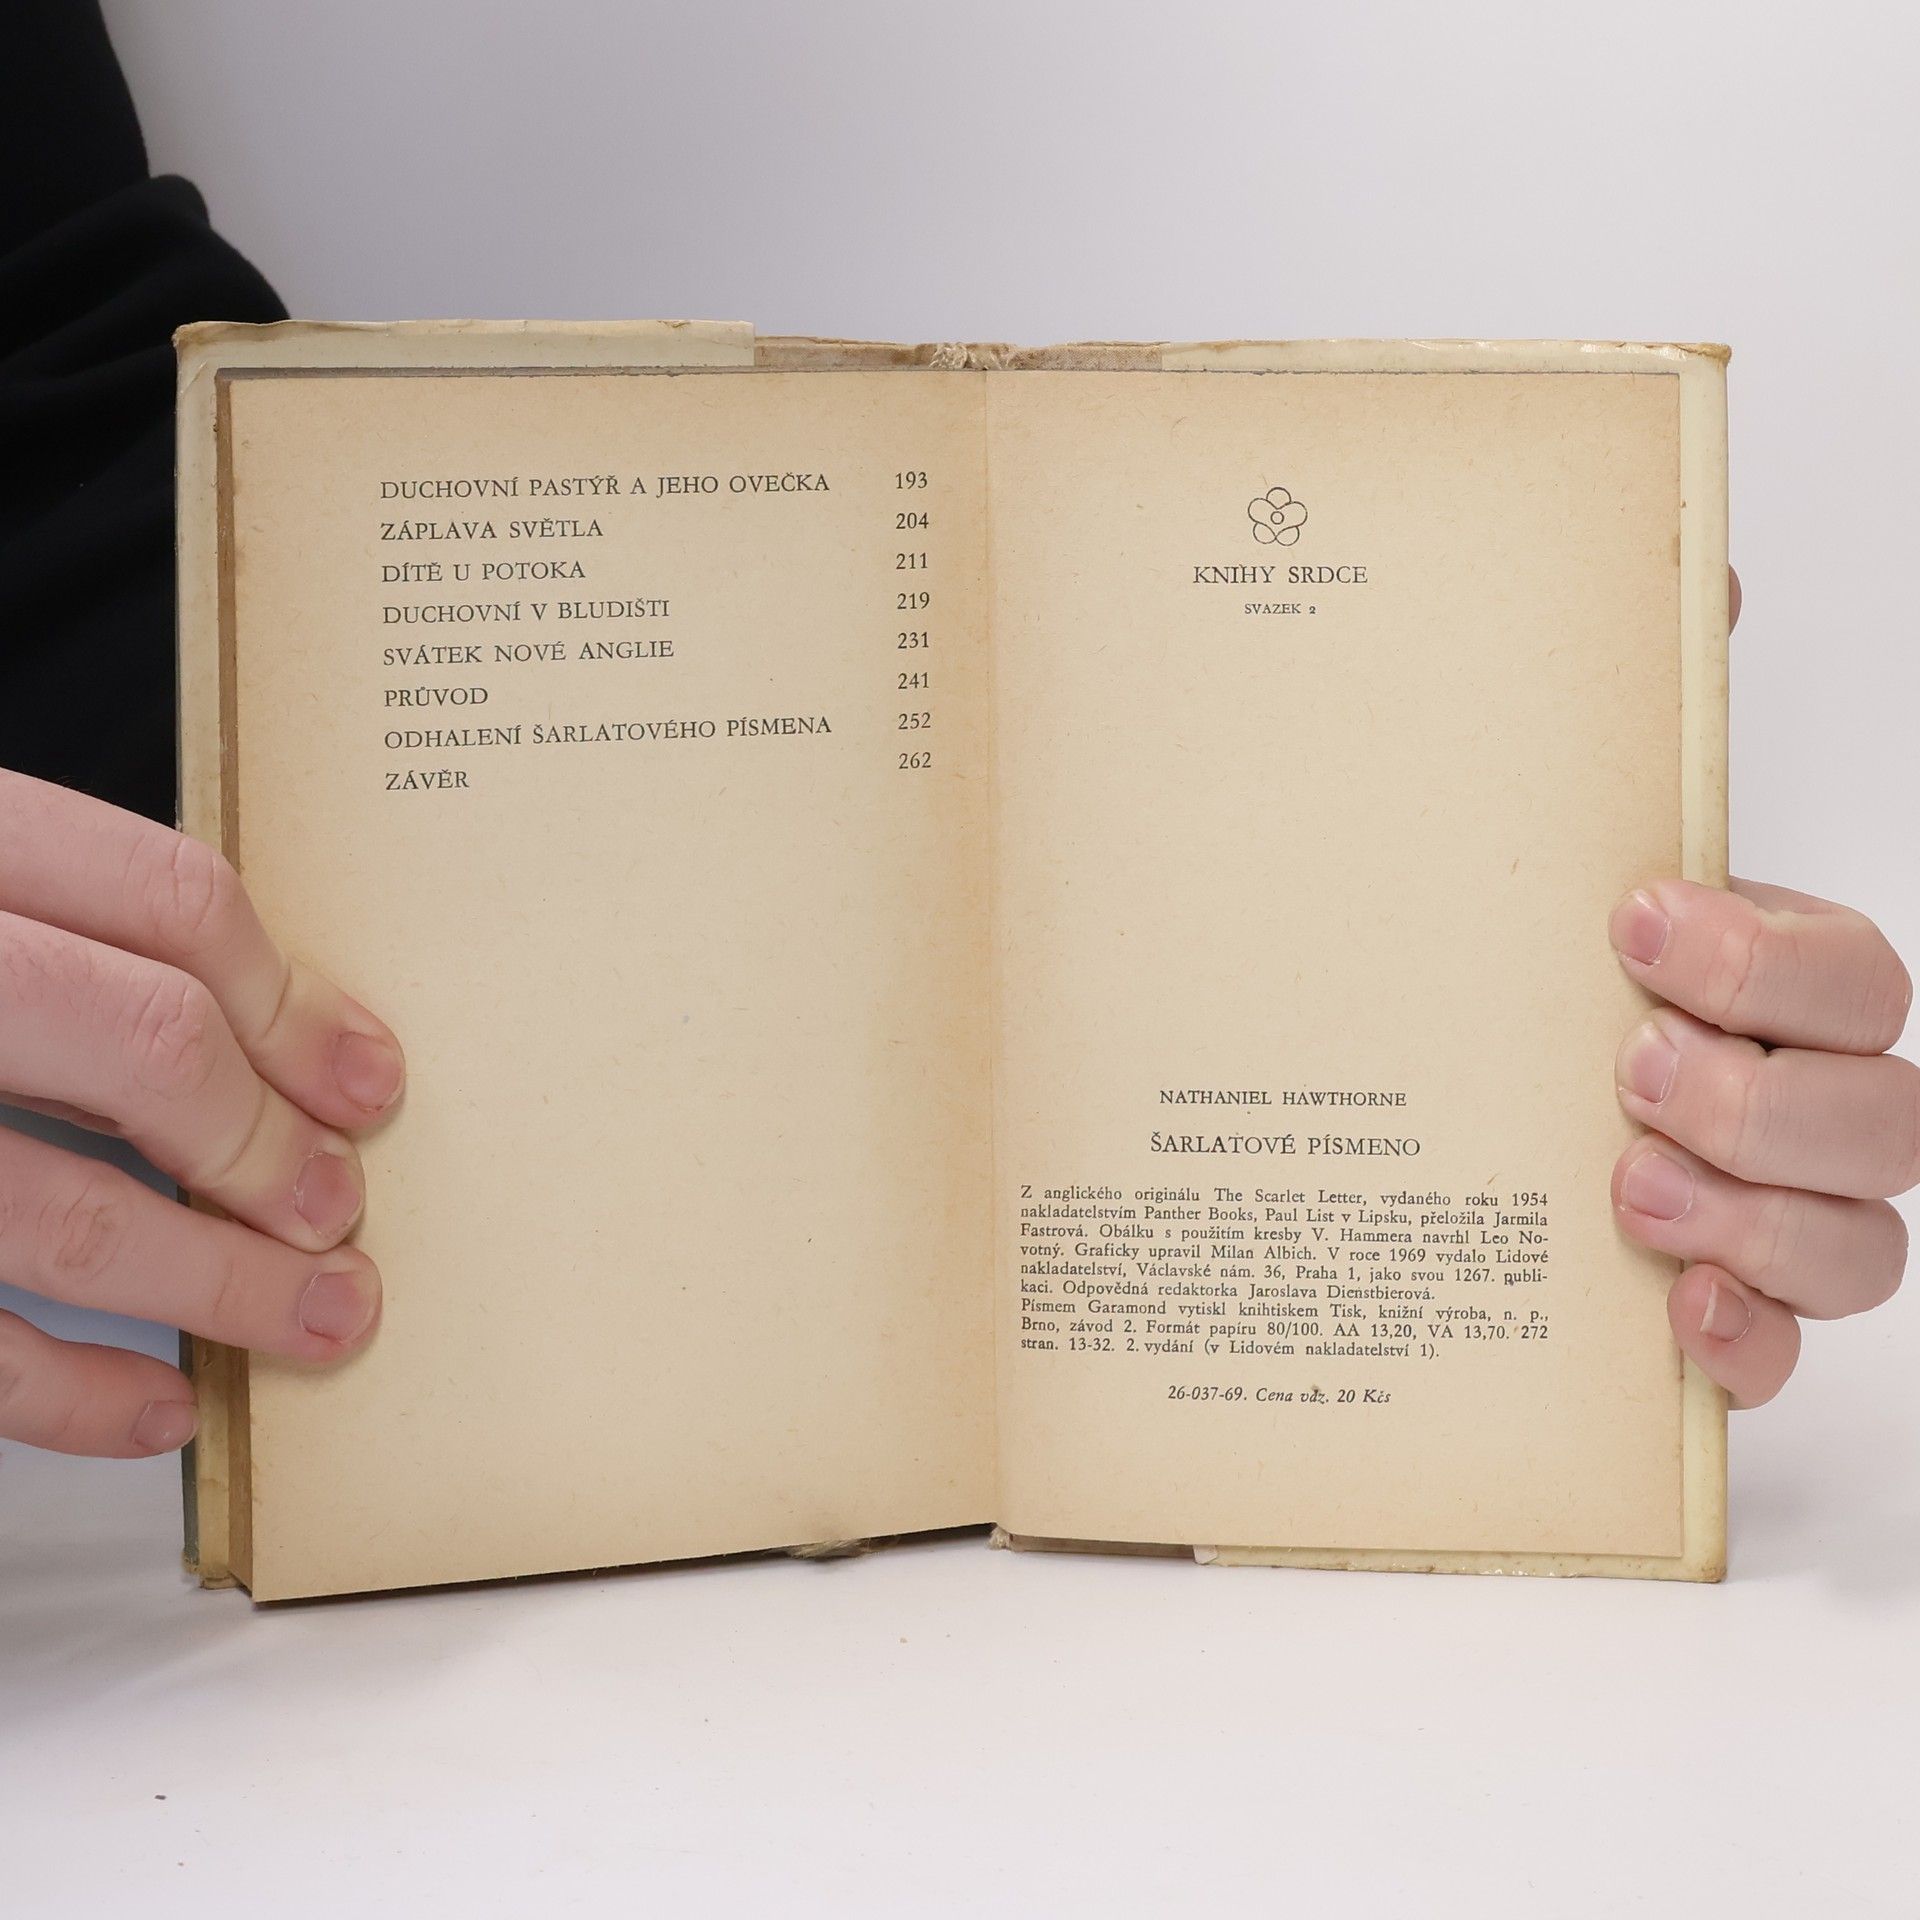 DUCHOVNÍ PASTÝŘ A JEHO OVEČKA 193
ZÁPLAVA SVĚTLA 204
DÍTĚ U POTOKA 211
DUCHOVNÍ V BLUDIŠTI 219
SVÁTEK NOVÉ ANGLIE 231
PRŮVOD 241
ODHALENÍ ŠARLATOVÉHO PÍSMENA 252
ZÁVĚR 262
KNIHY SRDCE
SVAZEK 2
NATHANIEL HAWTHORNE
ŠARLATOVÉ PÍSMENO
Z anglického originálu The Scarlet Letter, vydaného roku 1954
nakladatelstvím Panther Books, Paul List v Lipsku, přeložila Jarmila
Fastrová. Obálku s použitím kresby V. Hammera navrhl Leo No-
votný. Graficky upravil Milan Albich. V roce 1969 vydalo Lidové
nakladatelství, Václavské nám. 36, Praha 1, jako svou 1267. publi-
kaci. Odpovědná redaktorka Jaroslava Dienstbierová.
Písmem Garamond vytiskl knihtiskem Tisk, knižní výroba, n. p.,
Brno, závod 2. Formát papíru 80/100. AA 13,20, VA 13,70. 272
stran. 13-32. 2. vydání (v Lidovém nakladatelství 1).
26-037-69. Cena váz. 20 Kčs